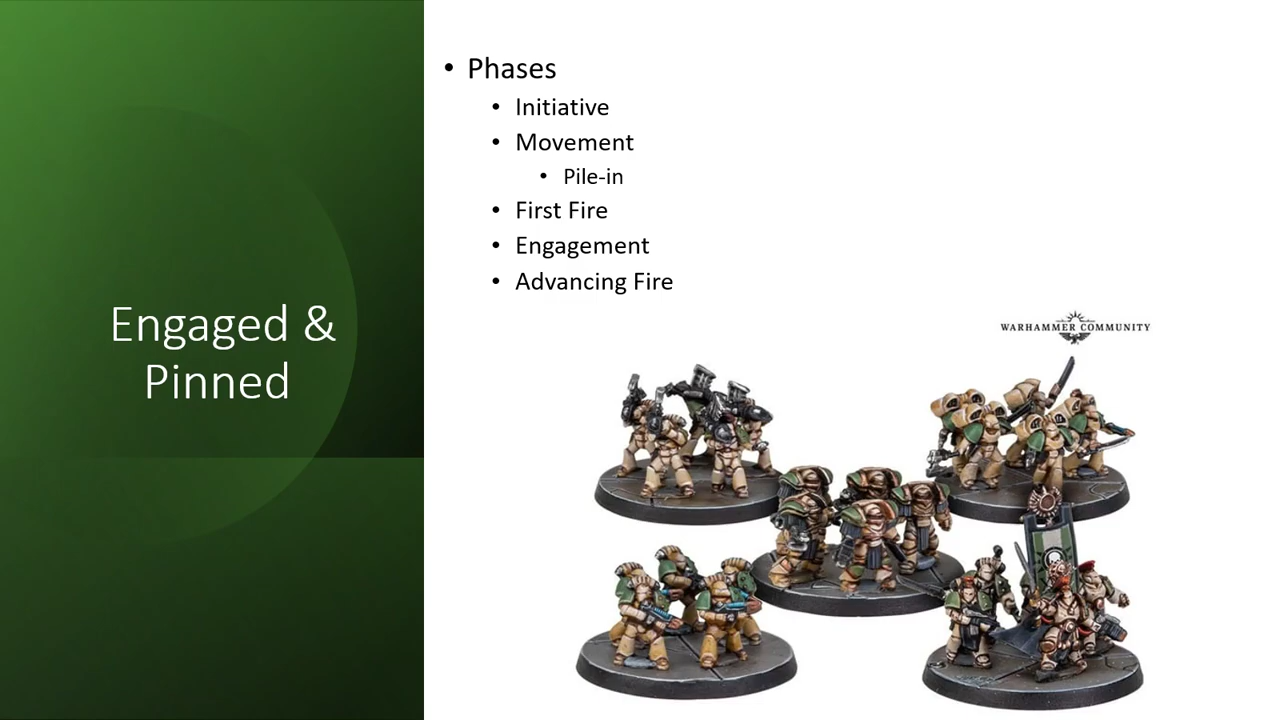 Engaged &
Pinned
• Phases
• Initiative
• Movement
• Pile-in
• First Fire
• Engagement
• Advancing Fire
WARHAMMER COMMUNITY